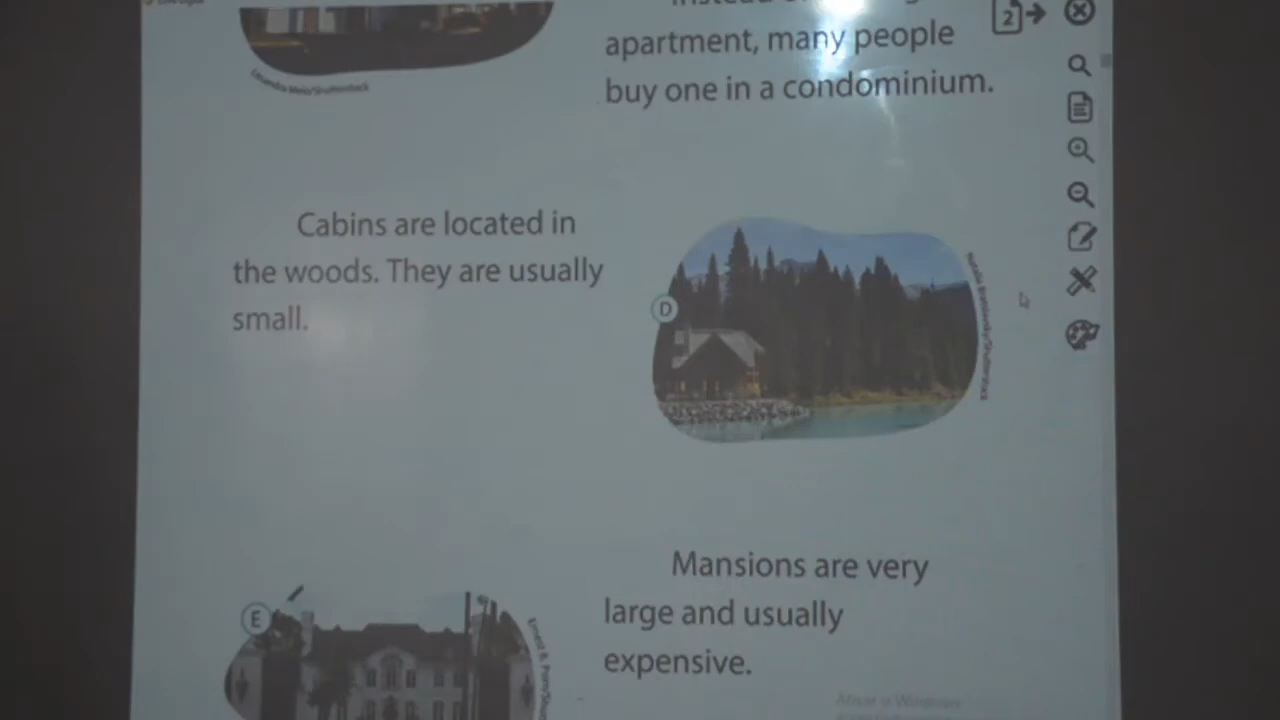 apartment, many people
buy one in a condominium.
2
Cabins are located in
the woods. They are usually
small.
D
Mansions are very
large and usually
expensive.
E